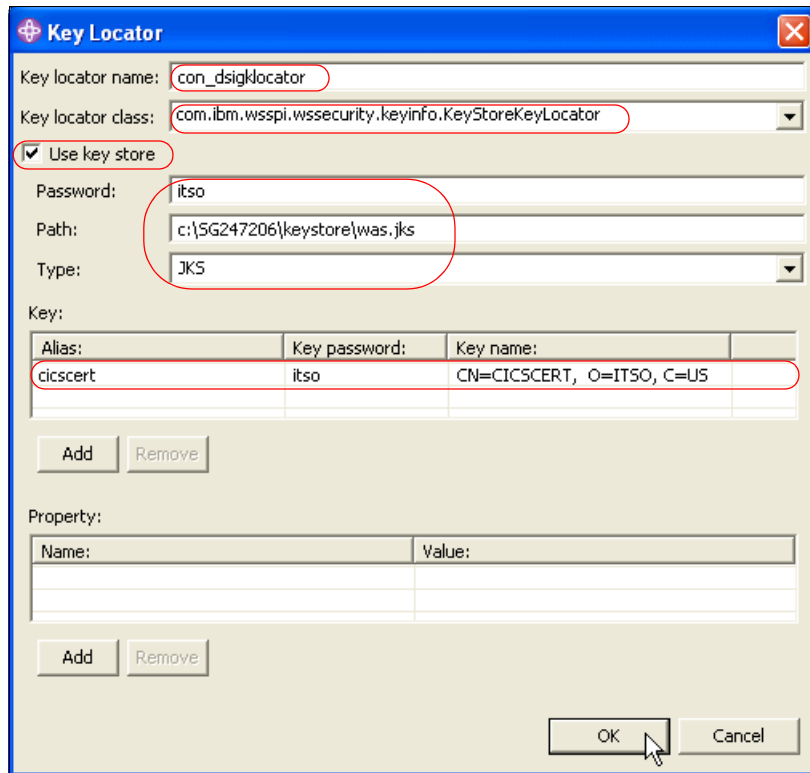 Key Locator
Key locator name: con_dsigklocator
Key locator class: com.ibm.wsspi.wssecurity.keyinfo.KeyStoreKeyLocator
Use key store
Password: itso
Path: c:\SG247206\keystore\was.jks
Type: JKS
Key:
Alias: Key password: Key name:
cicscert itso CN=CICSCERT, O=ITSO, C=US
Add Remove
Property:
Name: Value:
Add Remove
OK Cancel